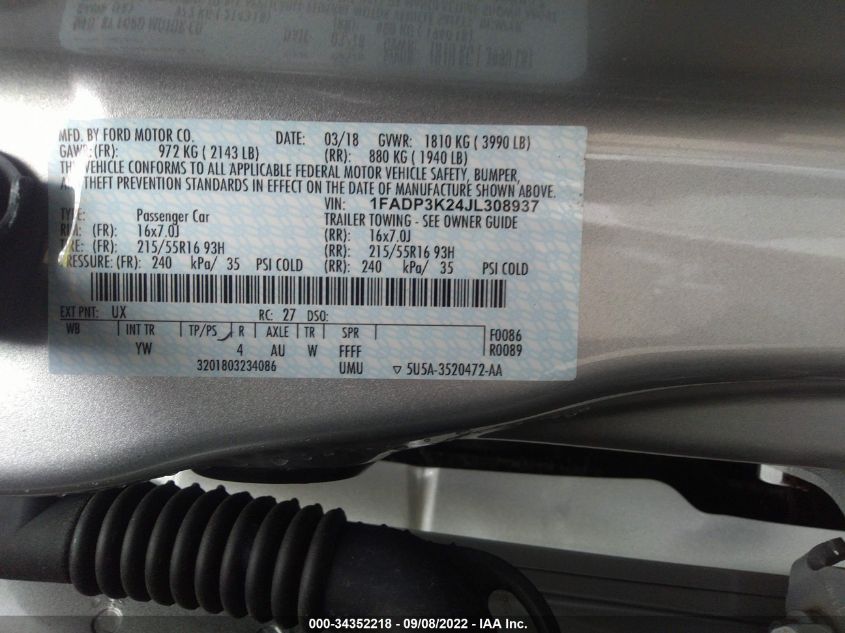 MFD. BY FORD MOTOR CO. DATE: 03/18 GVWR: 1810 KG ( 3990 LB)
GAWR:(FR): 972 KG ( 2143 LB) (RR): 880 KG ( 1940 LB)
THE VEHICLE CONFORMS TO ALL APPLICABLE FEDERAL MOTOR VEHICLE SAFETY, BUMPER,
THEFT PREVENTION STANDARDS IN EFFECT ON THE DATE OF MANUFACTURE SHOWN ABOVE.
VIN: 1FADP3K24JL308937
TYPE: Passenger Car TRAILER TOWING - SEE OWNER GUIDE
(FR): 16x7.0J (RR): 16x7.0J
(FR): 215/55R16 93H (RR): 215/55R16 93H
PRESSURE: (FR): 240 kPa/ 35 PSI COLD (RR): 240 kPa/ 35 PSI COLD
EXT PNT: UX RC: 27 DSO:
WB INT TR TP/PS R AXLE TR SPR F0086
YW 4 AU W FFFF R0089
3201803234086 UMU ▽ 5U5A-3520472-AA
000-34352218 - 09/08/2022 - IAA Inc.